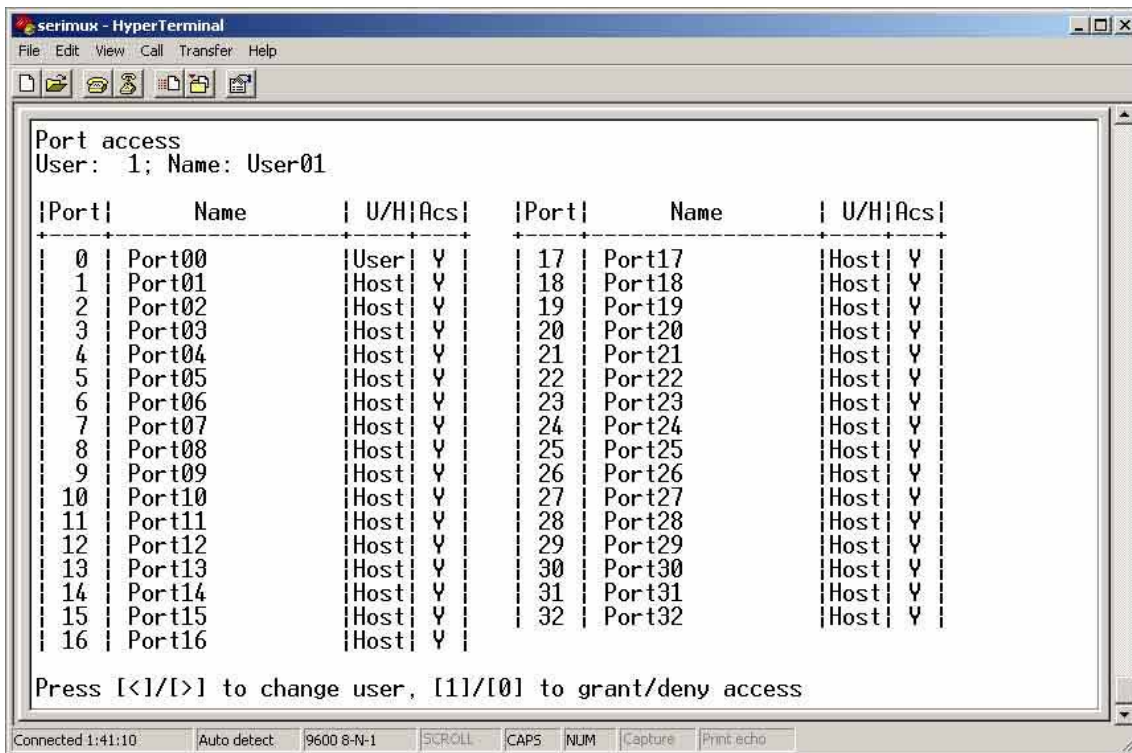 serimux - HyperTerminal
File Edit View Call Transfer Help
Port access
User:  1; Name: User01
|Port|       Name        | U/H|Acs|   |Port|       Name        | U/H|Acs|
|  0 | Port00            |User| Y |   | 17 | Port17            |Host| Y |
|  1 | Port01            |Host| Y |   | 18 | Port18            |Host| Y |
|  2 | Port02            |Host| Y |   | 19 | Port19            |Host| Y |
|  3 | Port03            |Host| Y |   | 20 | Port20            |Host| Y |
|  4 | Port04            |Host| Y |   | 21 | Port21            |Host| Y |
|  5 | Port05            |Host| Y |   | 22 | Port22            |Host| Y |
|  6 | Port06            |Host| Y |   | 23 | Port23            |Host| Y |
|  7 | Port07            |Host| Y |   | 24 | Port24            |Host| Y |
|  8 | Port08            |Host| Y |   | 25 | Port25            |Host| Y |
|  9 | Port09            |Host| Y |   | 26 | Port26            |Host| Y |
| 10 | Port10            |Host| Y |   | 27 | Port27            |Host| Y |
| 11 | Port11            |Host| Y |   | 28 | Port28            |Host| Y |
| 12 | Port12            |Host| Y |   | 29 | Port29            |Host| Y |
| 13 | Port13            |Host| Y |   | 30 | Port30            |Host| Y |
| 14 | Port14            |Host| Y |   | 31 | Port31            |Host| Y |
| 15 | Port15            |Host| Y |   | 32 | Port32            |Host| Y |
| 16 | Port16            |Host| Y |
Press [<]/[>] to change user, [1]/[0] to grant/deny access
Connected 1:41:10 Auto detect 9600 8-N-1 SCROLL CAPS NUM Capture Print echo